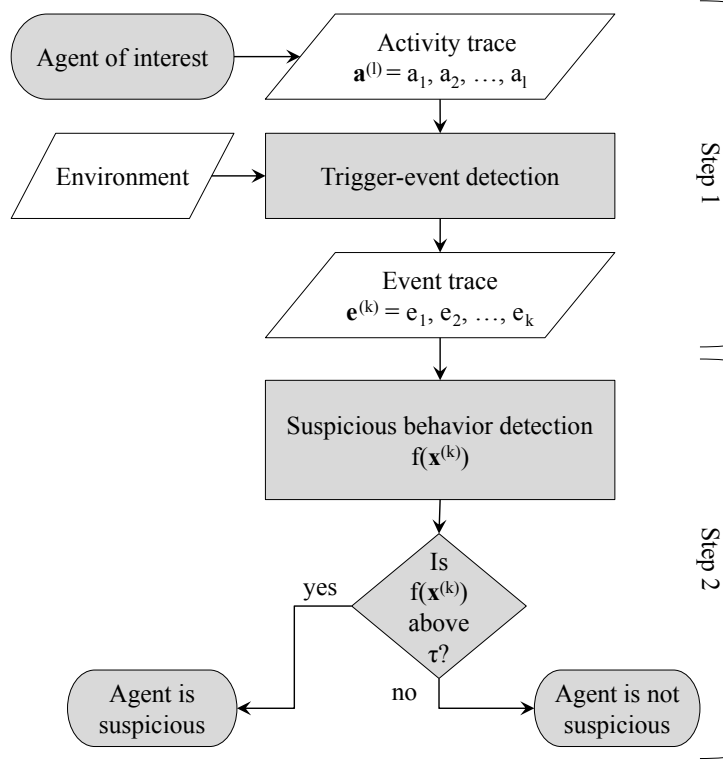 Agent of interest
Activity trace
a⁽ˡ⁾ = a₁, a₂, …, aₗ
Environment
Trigger-event detection
Step 1
Event trace
e⁽ᵏ⁾ = e₁, e₂, …, eₖ
Suspicious behavior detection
f(x⁽ᵏ⁾)
Step 2
Is
f(x⁽ᵏ⁾)
above
τ?
yes
no
Agent is
suspicious
Agent is not
suspicious